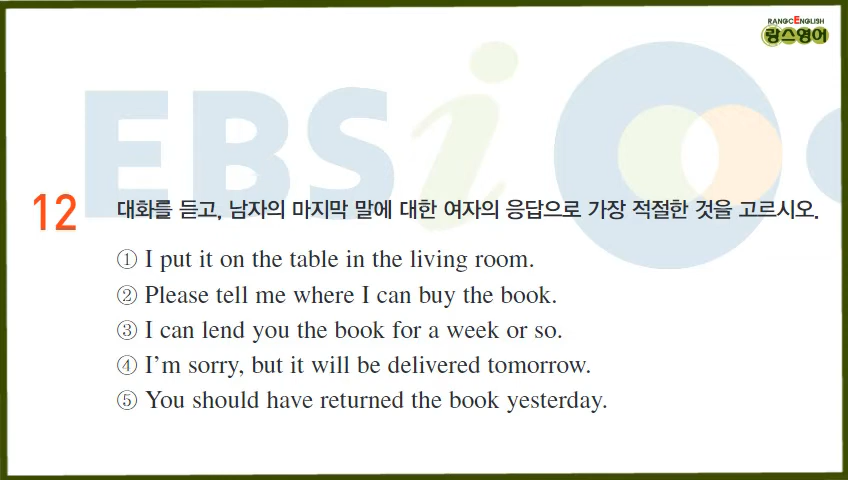 RANGCENGLISH
랑스영어
EBSi
12 대화를 듣고, 남자의 마지막 말에 대한 여자의 응답으로 가장 적절한 것을 고르시오.
① I put it on the table in the living room.
② Please tell me where I can buy the book.
③ I can lend you the book for a week or so.
④ I’m sorry, but it will be delivered tomorrow.
⑤ You should have returned the book yesterday.